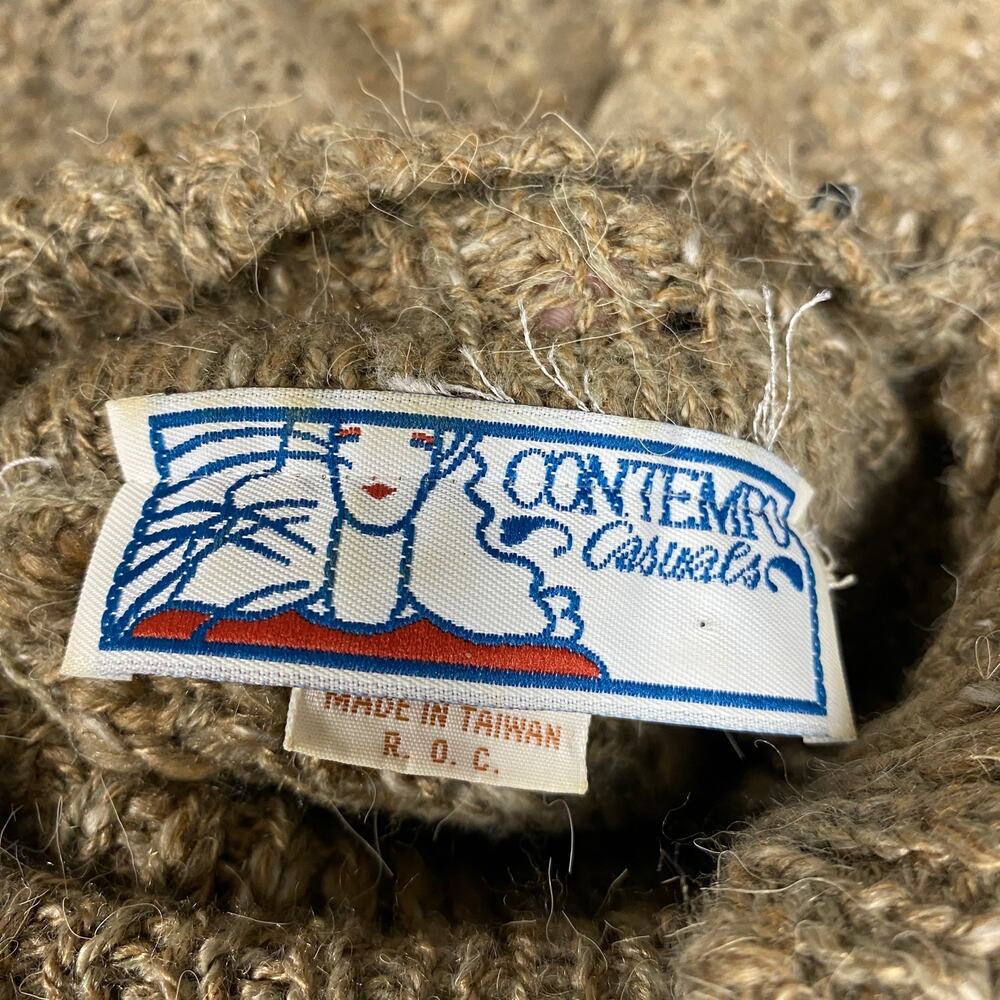 CONTEMPO
Casuals
MADE IN TAIWAN
R. O. C.